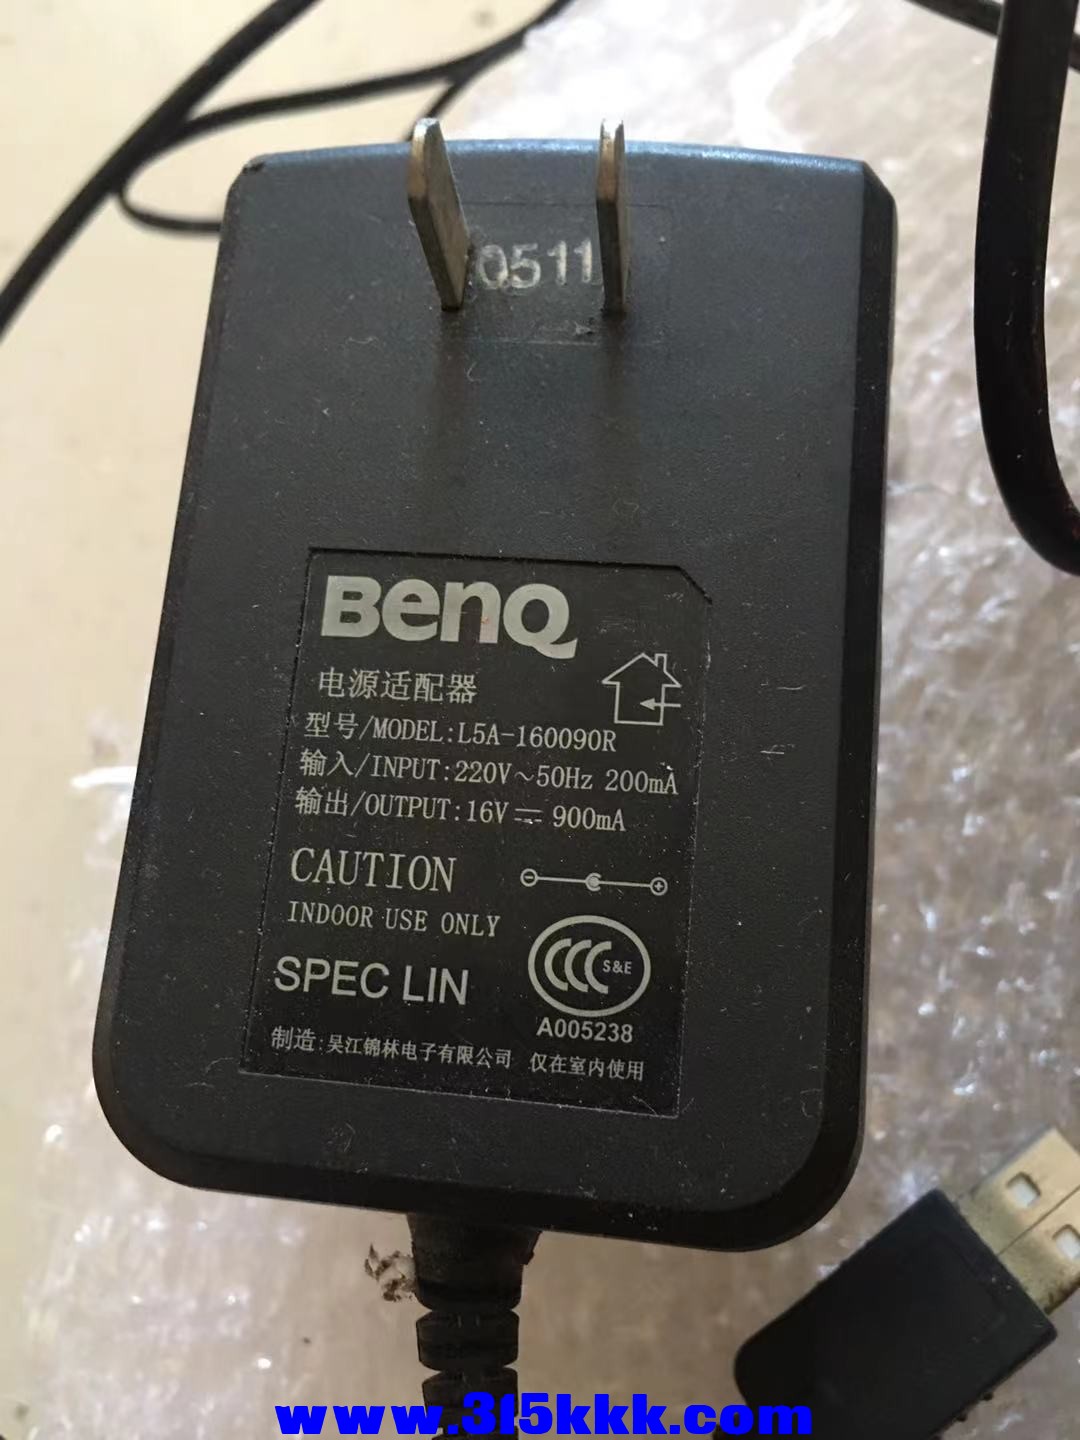 0511
BenQ
电源适配器
型号/MODEL:L5A-160090R
输入/INPUT:220V~50Hz 200mA
输出/OUTPUT:16V⎓900mA
CAUTION
INDOOR USE ONLY
SPEC LIN
CCC S&E
A005238
制造:吴江锦林电子有限公司 仅在室内使用
www.315kkk.com